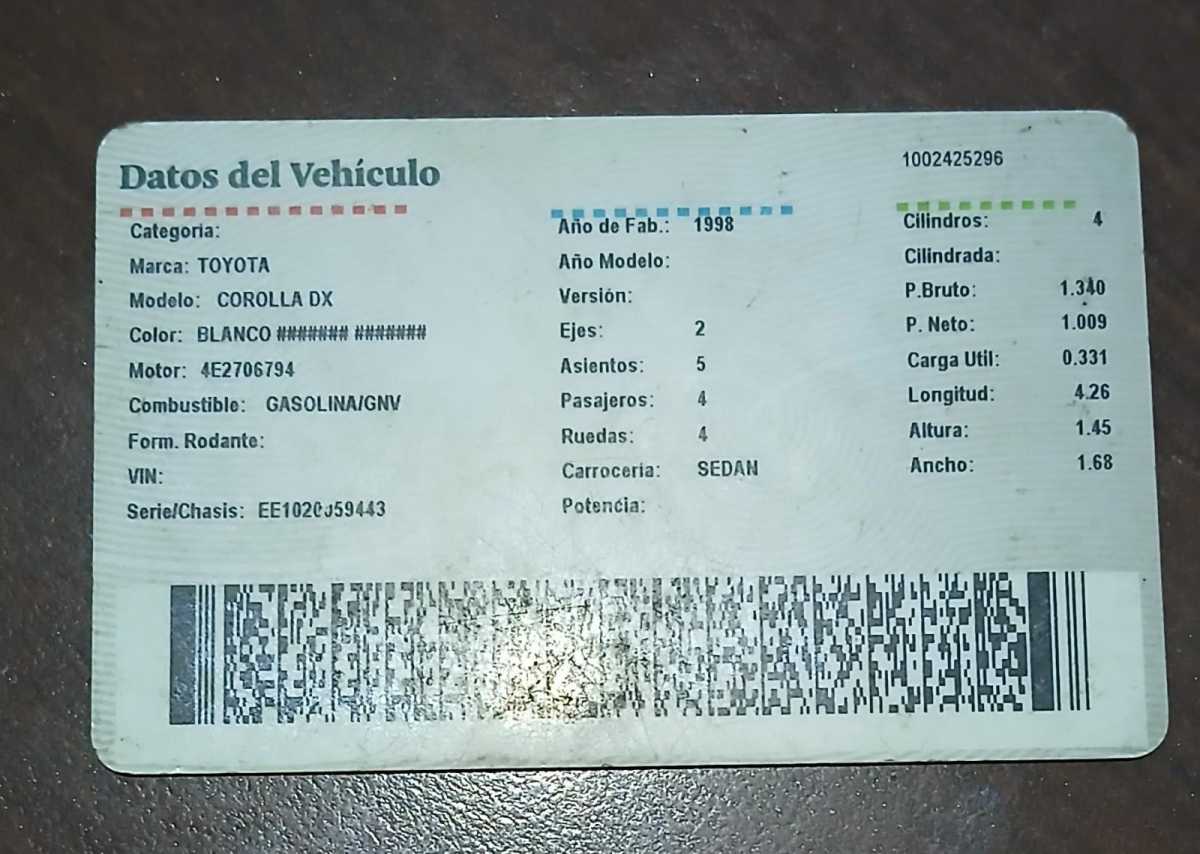 Datos del Vehículo
1002425296
Categoria:
Marca: TOYOTA
Modelo: COROLLA DX
Color: BLANCO ####### #######
Motor: 4E2706794
Combustible: GASOLINA/GNV
Form. Rodante:
VIN:
Serie/Chasis:
Año de Fab.: 1998
Año Modelo:
Versión:
Ejes: 2
Asientos: 5
Pasajeros: 4
Ruedas: 4
Carroceria: SEDAN
Potencia:
Cilindros: 4
Cilindrada:
P.Bruto: 1.340
P. Neto: 1.009
Carga Util: 0.331
Longitud: 4.26
Altura: 1.45
Ancho: 1.68